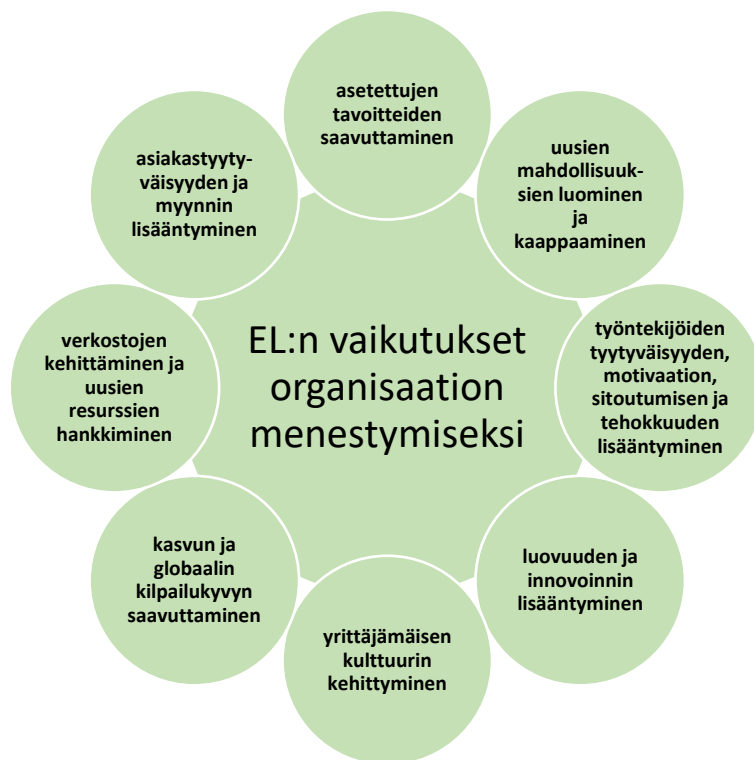 asetettujen
tavoitteiden
saavuttaminen
uusien
mahdollisuuk-
sien luominen
ja
kaappaaminen
työntekijöiden
tyytyväisyyden,
motivaation,
sitoutumisen ja
tehokkuuden
lisääntyminen
luovuuden ja
innovoinnin
lisääntyminen
yrittäjämäisen
kulttuurin
kehittyminen
kasvun ja
globaalin
kilpailukyvyn
saavuttaminen
verkostojen
kehittäminen ja
uusien
resurssien
hankkiminen
asiakastyyty-
väisyyden ja
myynnin
lisääntyminen
EL:n vaikutukset
organisaation
menestymiseksi